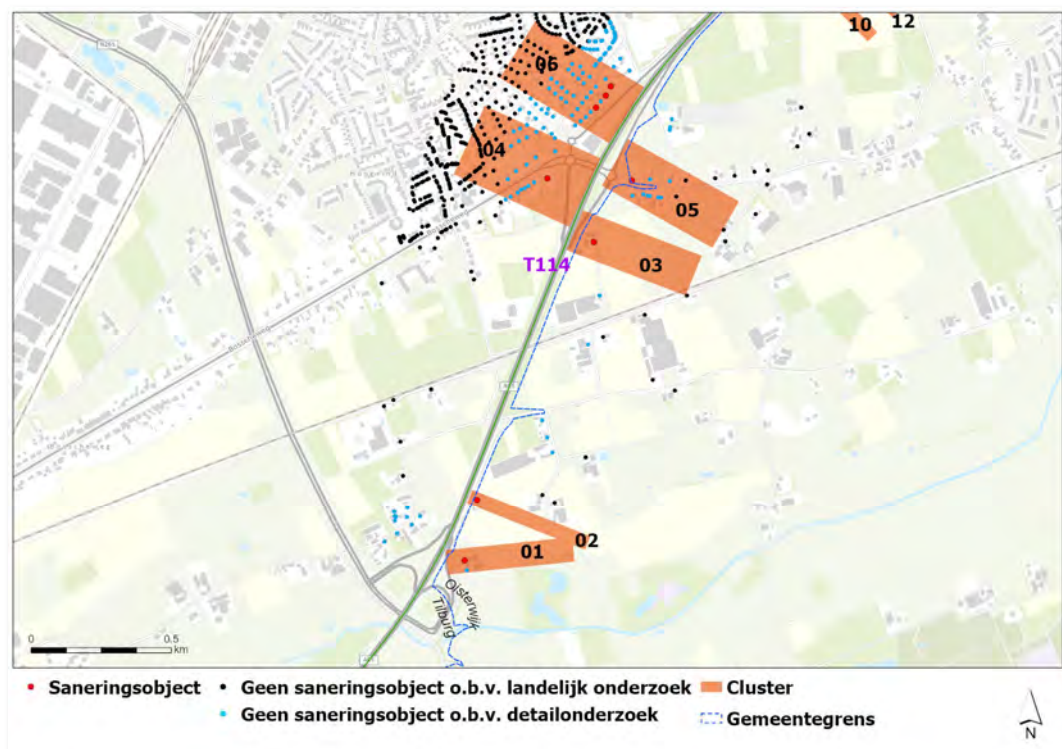 10
12
06
04
05
03
T114
02
01
Oisterwijk
Tilburg
0
0.5
km
Saneringsobject
Geen saneringsobject o.b.v. landelijk onderzoek
Cluster
Geen saneringsobject o.b.v. detailonderzoek
Gemeentegrens
N